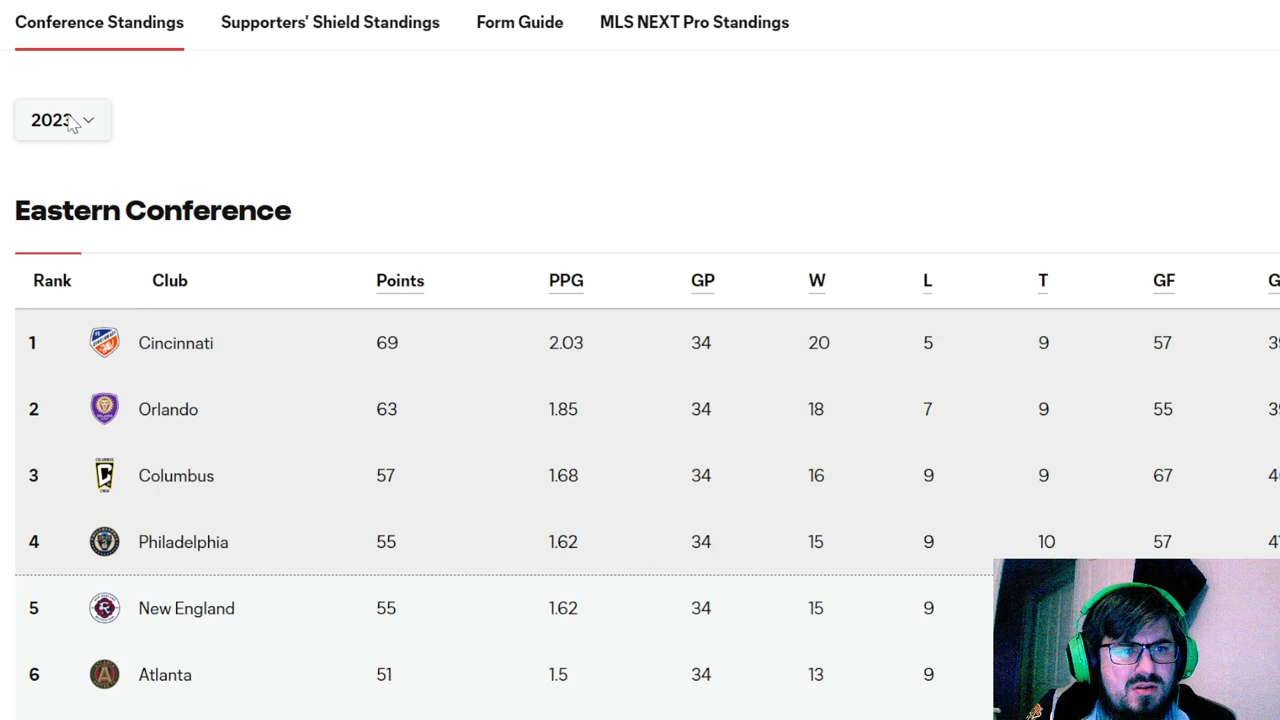 Conference Standings Supporters' Shield Standings Form Guide MLS NEXT Pro Standings
2023
Eastern Conference
Rank Club Points PPG GP W L T GF
1 Cincinnati 69 2.03 34 20 5 9 57
2 Orlando 63 1.85 34 18 7 9 55
3 Columbus 57 1.68 34 16 9 9 67
4 Philadelphia 55 1.62 34 15 9 10 57
5 New England 55 1.62 34 15 9
6 Atlanta 51 1.5 34 13 9